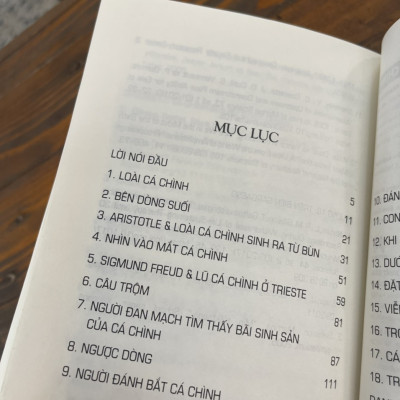 MỤC LỤC
LỜI NÓI ĐẦU 5
1. LOÀI CÁ CHÌNH 11
2. BÊN DÒNG SUỐI 21
3. ARISTOTLE & LOÀI CÁ CHÌNH SINH RA TỪ BÙN 31
4. NHÌN VÀO MẮT CÁ CHÌNH 51
5. SIGMUND FREUD & LŨ CÁ CHÌNH Ở TRIESTE 59
6. CÂU TRỘM 81
7. NGƯỜI ĐAN MẠCH TÌM THẤY BÃI SINH SẢN
CỦA CÁ CHÌNH 87
8. NGƯỢC DÒNG 111
9. NGƯỜI ĐÁNH BẮT CÁ CHÌNH
10. ĐÁN
11. CON
12. KHI
13. DƯỚ
14. ĐẶT
15. VIỄ
16. TRO
17. CÁ
18. TR